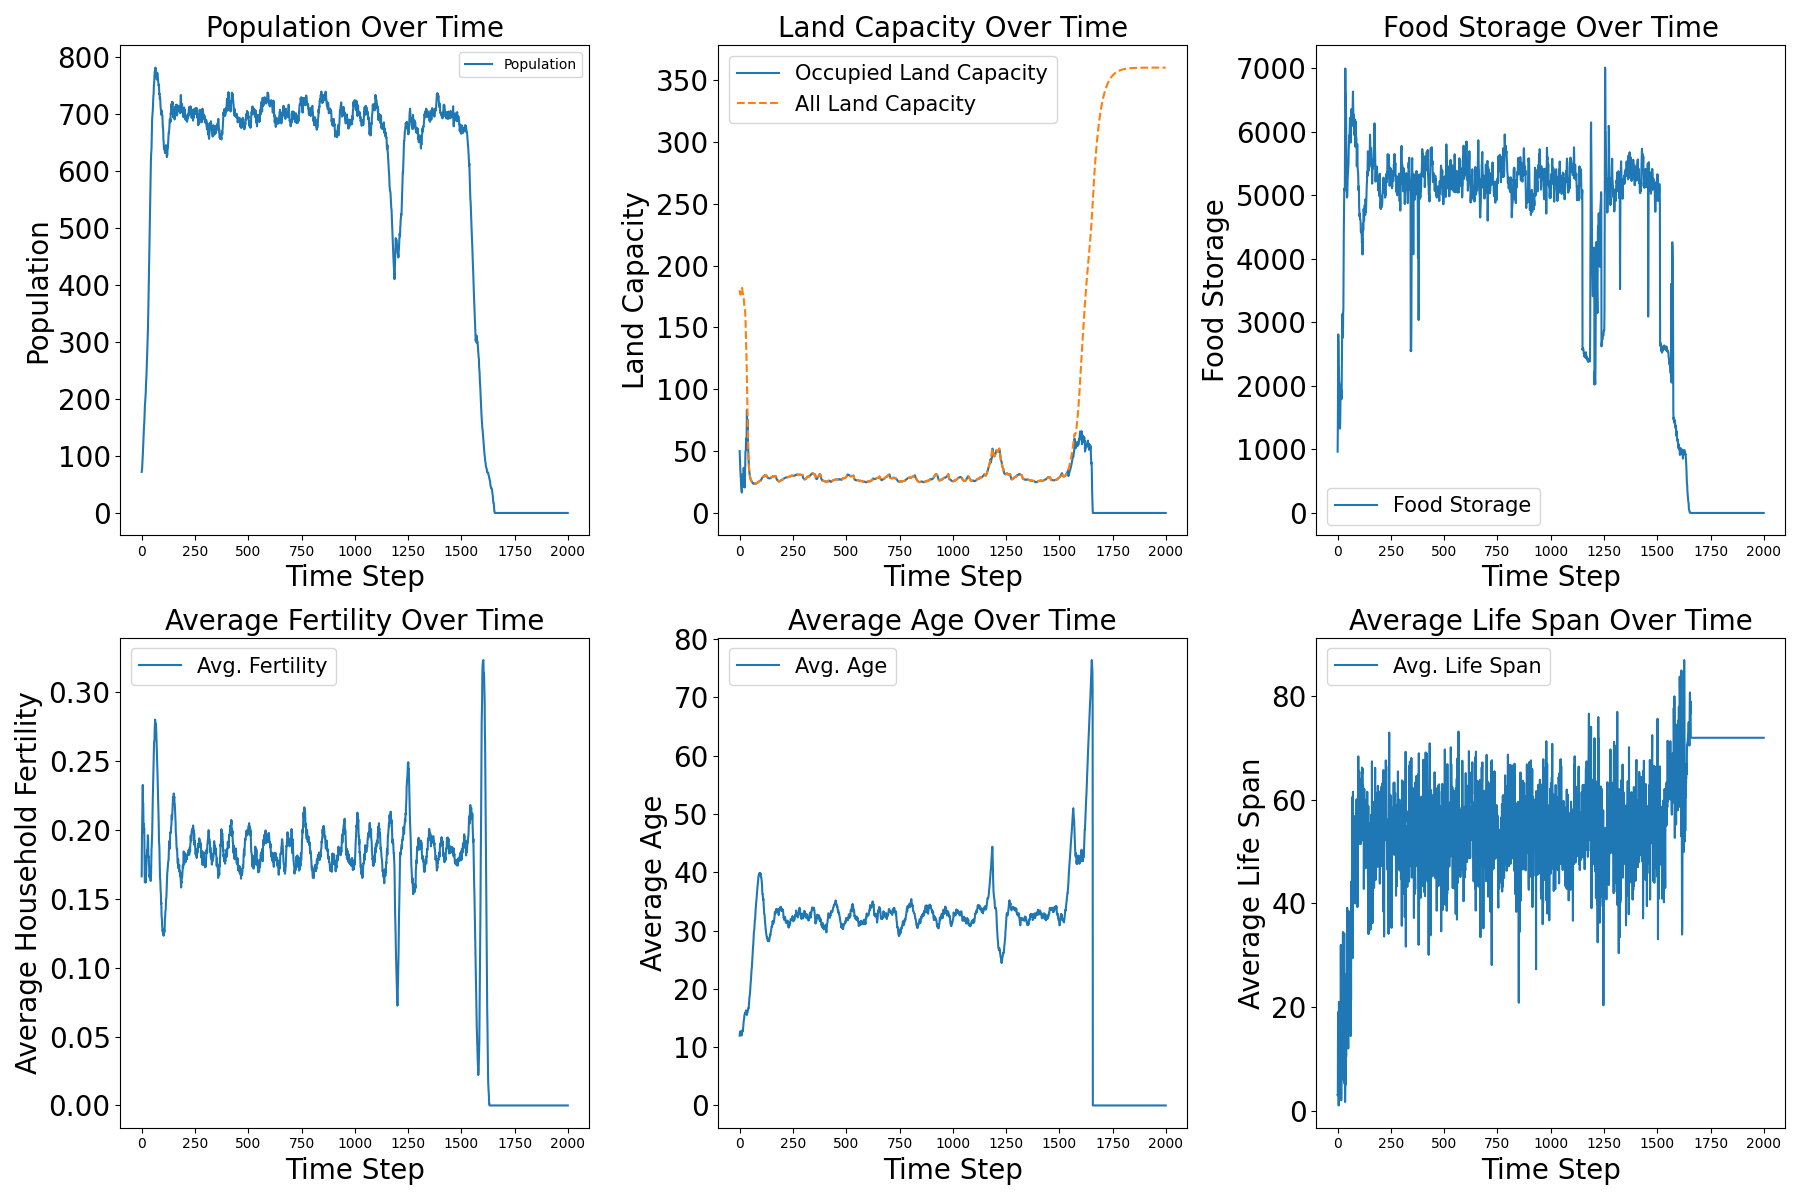 Population Over Time
Population
800
700
600
500
400
300
200
100
0
Population
0 250 500 750 1000 1250 1500 1750 2000
Time Step
Land Capacity Over Time
Occupied Land Capacity
All Land Capacity
350
300
250
200
150
100
50
0
Land Capacity
0 250 500 750 1000 1250 1500 1750 2000
Time Step
Food Storage Over Time
7000
6000
5000
4000
3000
2000
1000
0
Food Storage
Food Storage
0 250 500 750 1000 1250 1500 1750 2000
Time Step
Average Fertility Over Time
Avg. Fertility
0.30
0.25
0.20
0.15
0.10
0.05
0.00
Average Household Fertility
0 250 500 750 1000 1250 1500 1750 2000
Time Step
Average Age Over Time
Avg. Age
80
70
60
50
40
30
20
10
0
Average Age
0 250 500 750 1000 1250 1500 1750 2000
Time Step
Average Life Span Over Time
Avg. Life Span
80
60
40
20
0
Average Life Span
0 250 500 750 1000 1250 1500 1750 2000
Time Step